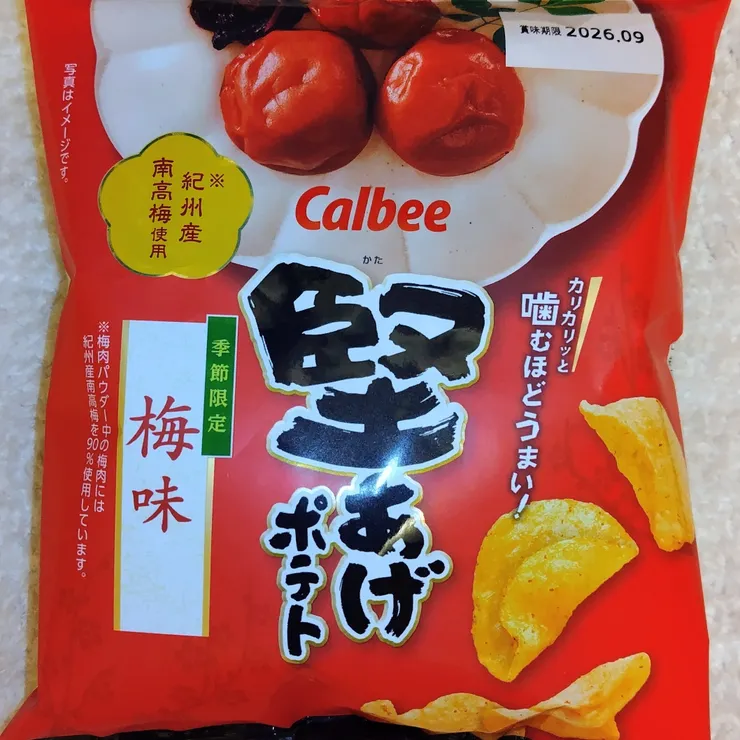 賞味期限 2026.09
写真はイメージです。
※
紀州産
南高梅使用
Calbee
かた
堅あげ
ポテト
カリカリッと
噛むほどうまい!
季節限定
梅味
※梅肉パウダー中の梅肉には
紀州産南高梅を90%使用しています。